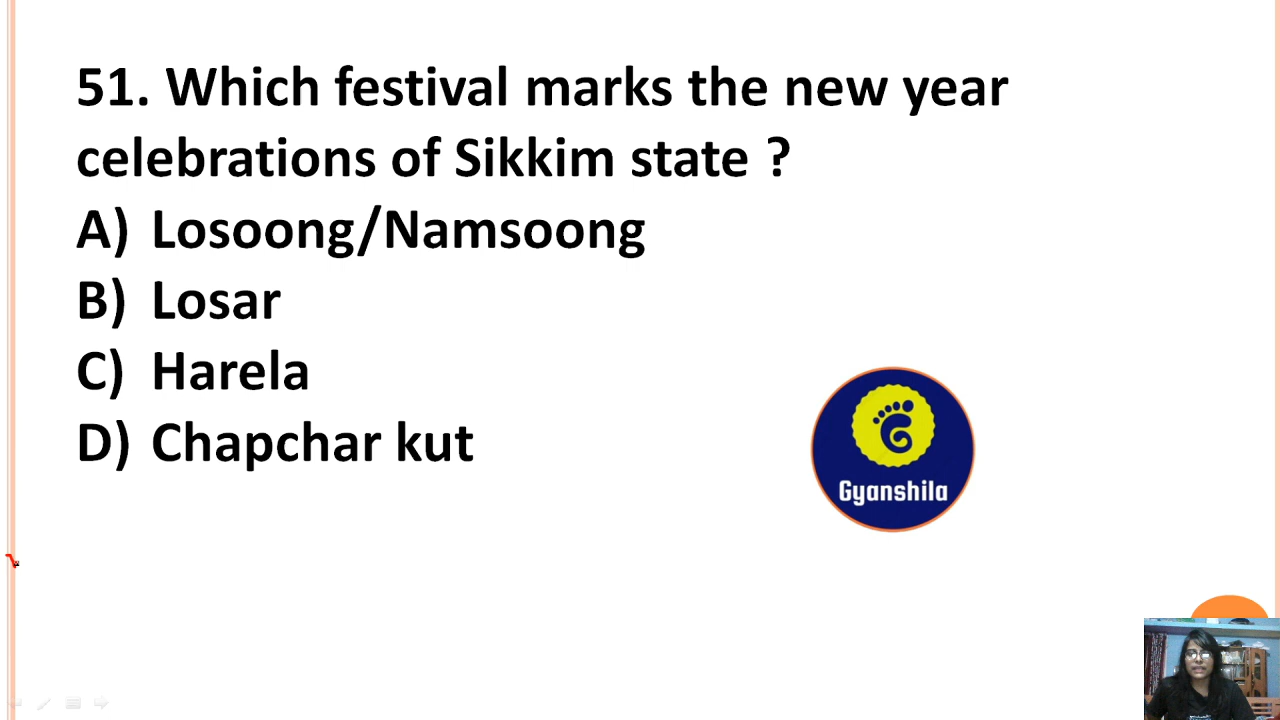 51. Which festival marks the new year
celebrations of Sikkim state ?
A) Losoong/Namsoong
B) Losar
C) Harela
D) Chapchar kut
Gyanshila